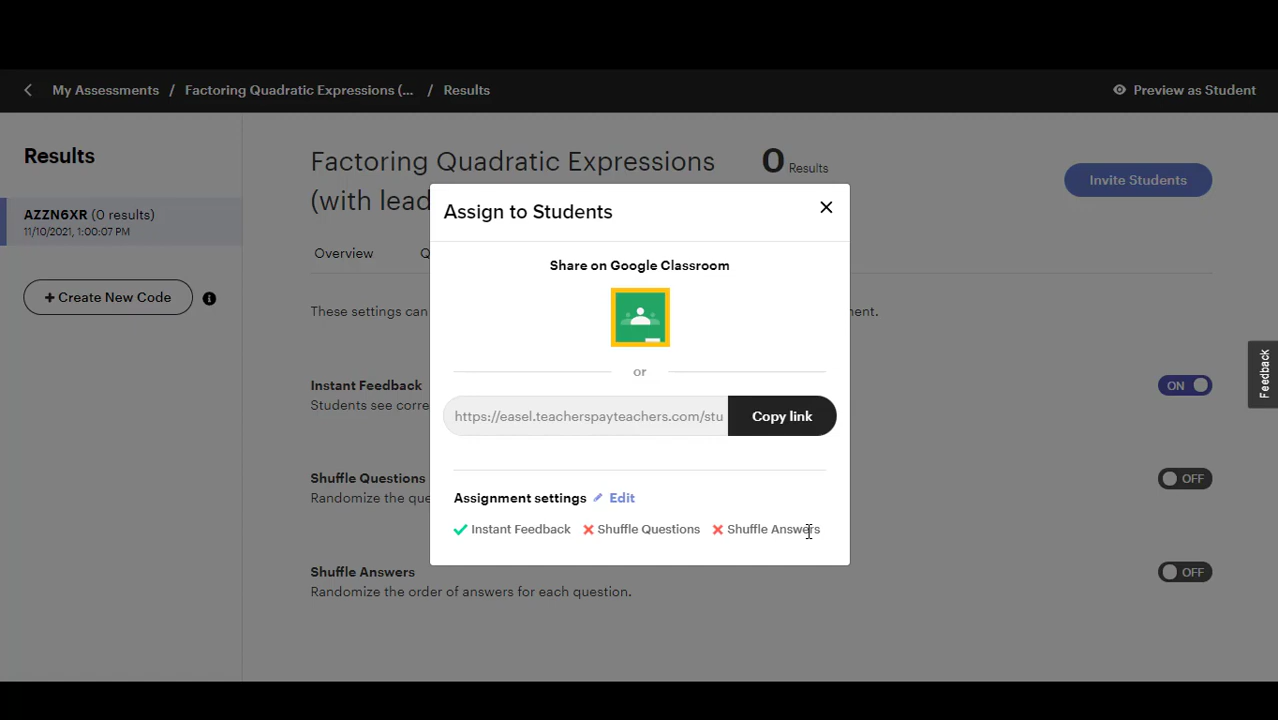 My Assessments / Factoring Quadratic Expressions (... / Results
Preview as Student
Results
AZZN6XR (0 results)
11/10/2021, 1:00:07 PM
+ Create New Code
Factoring Quadratic Expressions
(with lead
0 Results
Invite Students
Overview
Q
These settings can
ment.
Instant Feedback
Students see corre
ON
Shuffle Questions
Randomize the que
OFF
Shuffle Answers
Randomize the order of answers for each question.
OFF
Assign to Students
Share on Google Classroom
or
https://easel.teacherspayteachers.com/stu
Copy link
Assignment settings Edit
Instant Feedback Shuffle Questions Shuffle Answers
Feedback